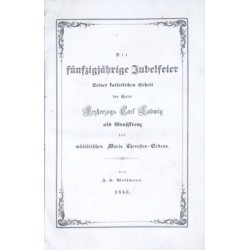 Die
fünfzigjährige Jubelfeier
Seiner kaiserlichen Hoheit
des Herrn
Erzherzogs Carl Ludwig
als Großkreuz
des
militärischen Maria Theresien-Ordens.
von
1843.